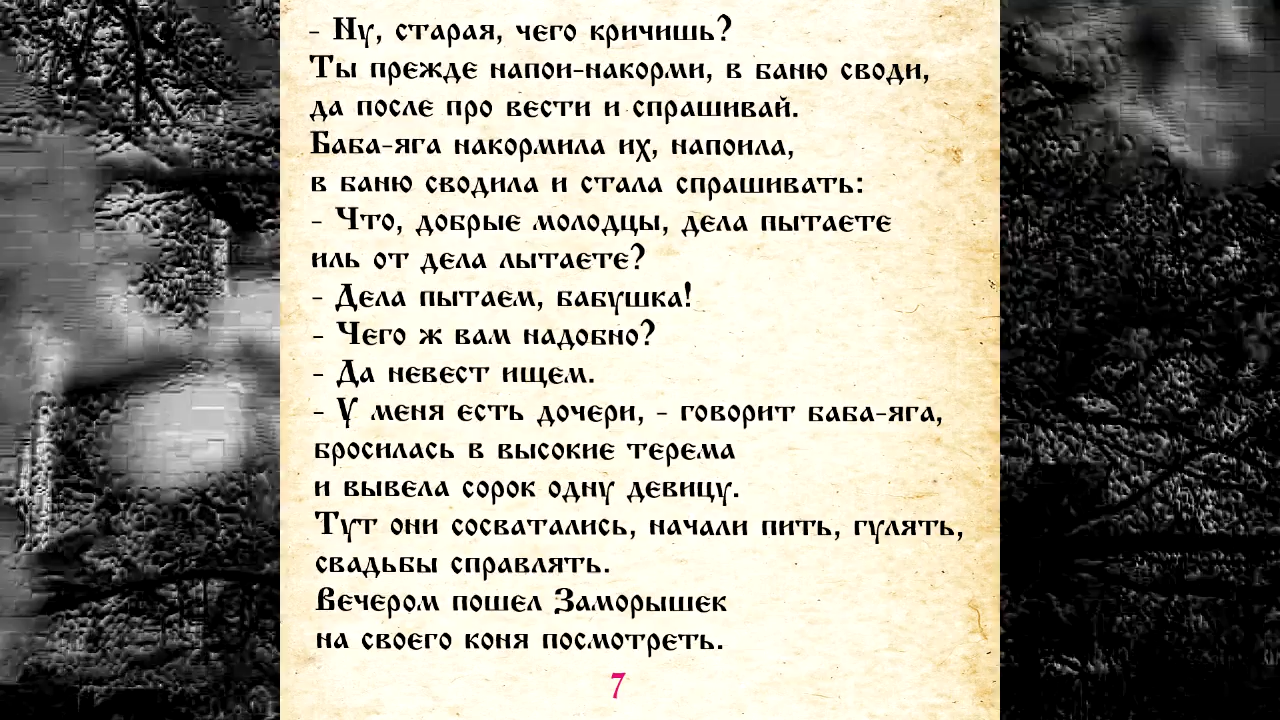 - Ну, старая, чего кричишь?
Ты прежде напои-накорми, в баню своди,
да после про вести и спрашивай.
Баба-яга накормила их, напоила,
в баню сводила и стала спрашивать:
- Что, добрые молодцы, дела пытаете
иль от дела лытаете?
- Дела пытаем, бабушка!
- Чего ж вам надобно?
- Да невест ищем.
- У меня есть дочери, - говорит баба-яга,
бросилась в высокие терема
и вывела сорок одну девицу.
Тут они сосватались, начали пить, гулять,
свадьбы справлять.
Вечером пошел Заморышек
на своего коня посмотреть.
7